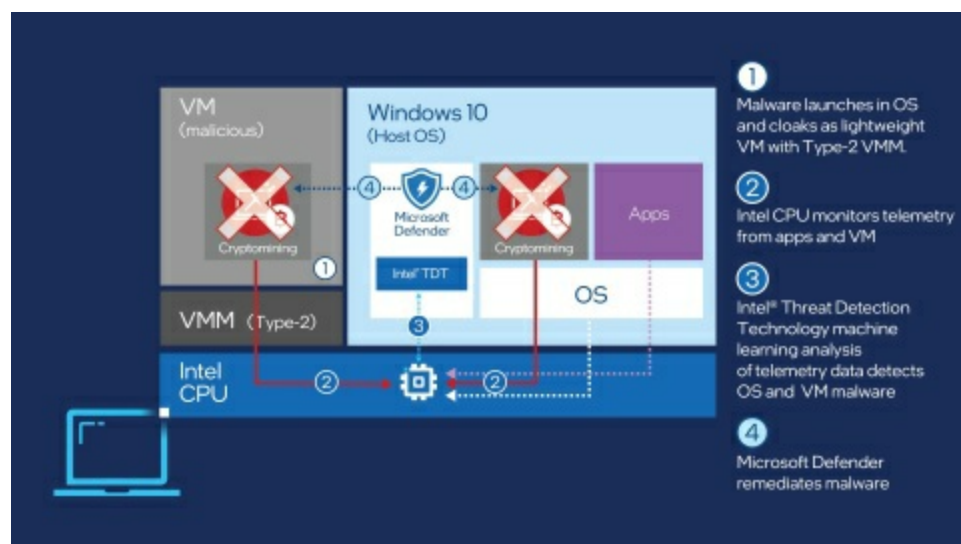 VM
(malicious)
Cryptomining
1
VMM (Type-2)
Windows 10
(Host OS)
4
4
Microsoft
Defender
Intel® TDT
Cryptomining
Apps
OS
3
Intel
CPU
2
2
1
Malware launches in OS
and cloaks as lightweight
VM with Type-2 VMM.
2
Intel CPU monitors telemetry
from apps and VM
3
Intel® Threat Detection
Technology machine
learning analysis
of telemetry data detects
OS and VM malware
4
Microsoft Defender
remediates malware